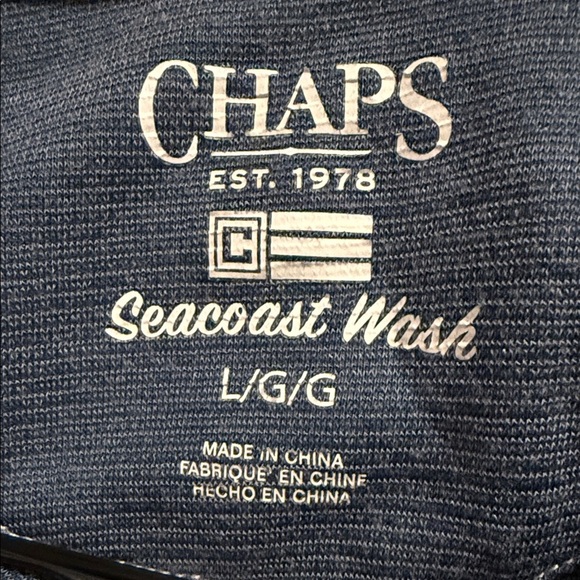 CHAPS
EST. 1978
C
Seacoast Wash
L/G/G
MADE IN CHINA
FABRIQUÉ EN CHINE
HECHO EN CHINA